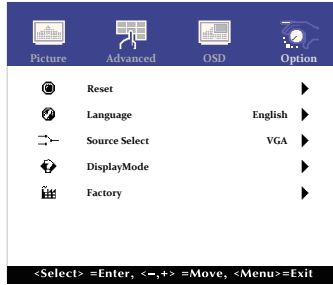 Picture Advanced OSD Option
Reset
Language English
Source Select VGA
DisplayMode
Factory
<Select> =Enter, <−,+> =Move, <Menu>=Exit